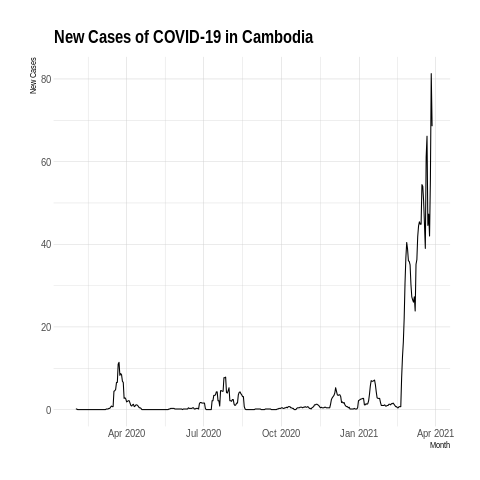 New Cases of COVID-19 in Cambodia
New Cases
80
60
40
20
0
Apr 2020 Jul 2020 Oct 2020 Jan 2021 Apr 2021
Month